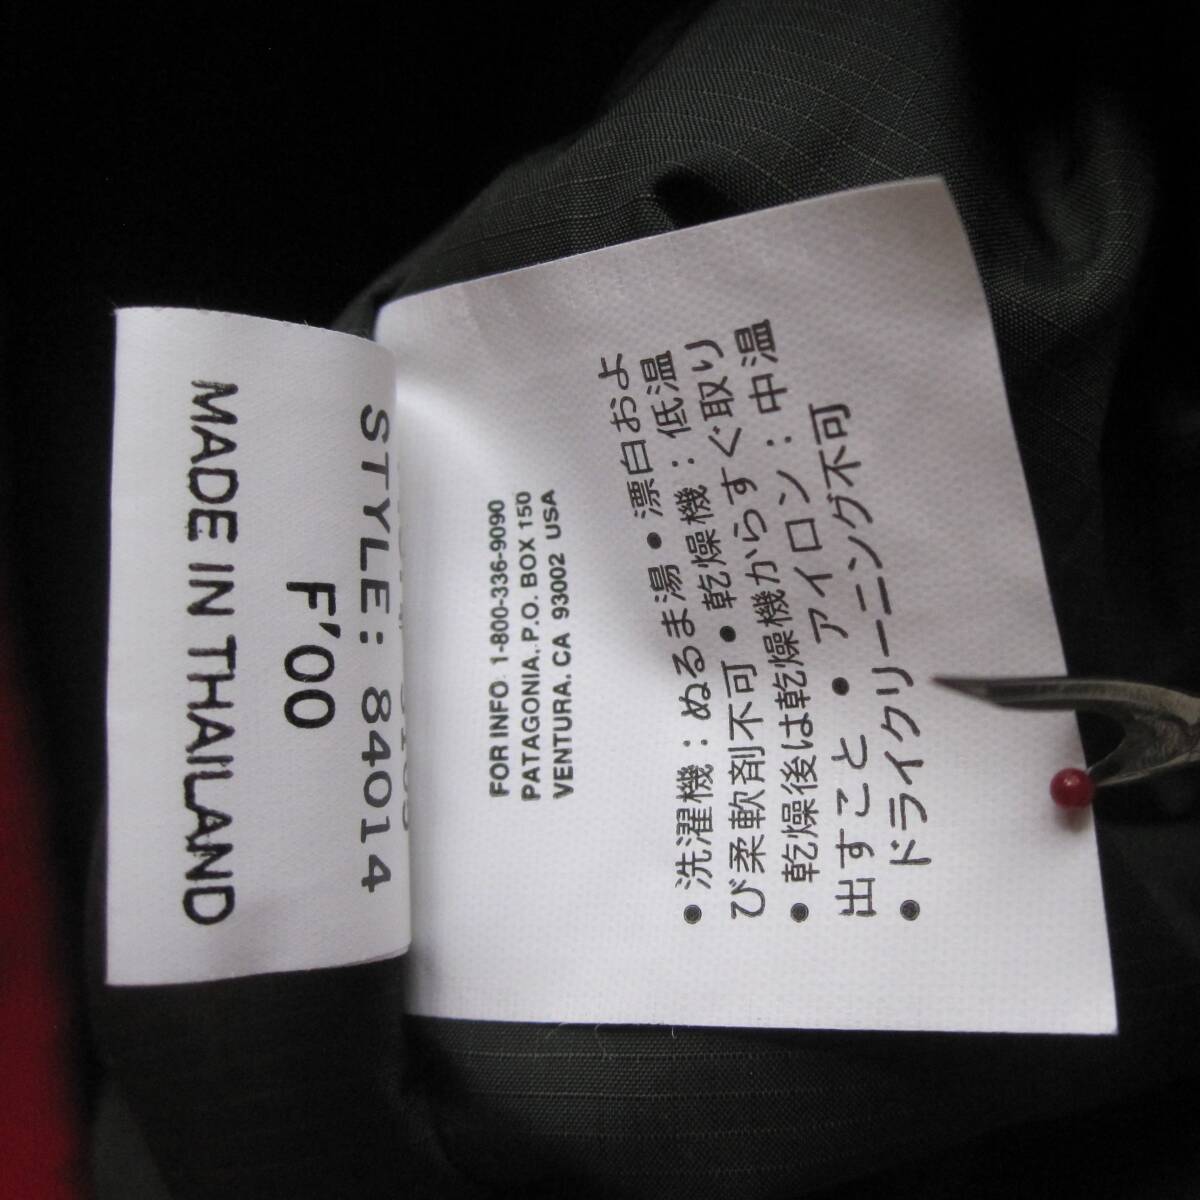 MADE IN THAILAND
F'00
STYLE: 84014
FOR INFO. 1-800-336-9090
PATAGONIA, P.O. BOX 150
VENTURA, CA 93002 USA
• 洗濯機：ぬるま湯 • 漂白およ
び柔軟剤不可 • 乾燥機：低温
• 乾燥後は乾燥機からすぐ取り
出すこと • アイロン：中温
• ドライクリーニング不可